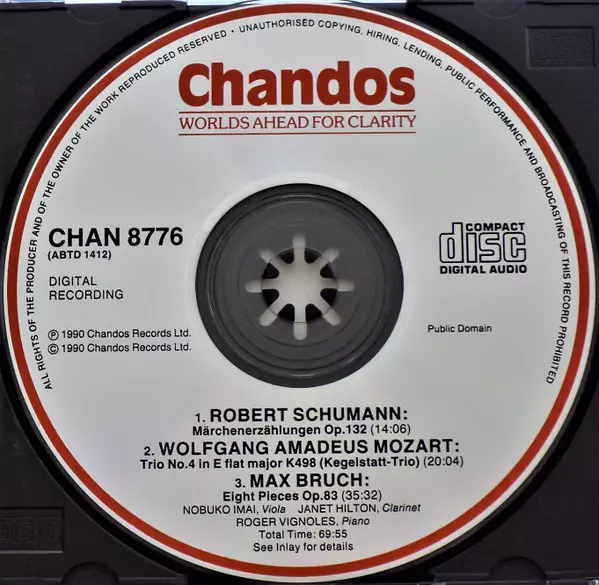 ALL RIGHTS OF THE PRODUCER AND OF THE OWNER OF THE WORK REPRODUCED RESERVED • UNAUTHORISED COPYING, HIRING, LENDING, PUBLIC PERFORMANCE AND BROADCASTING OF THIS RECORD PROHIBITED
Chandos
WORLDS AHEAD FOR CLARITY
CHAN 8776
(ABTD 1412)
DIGITAL
RECORDING
Ⓟ 1990 Chandos Records Ltd.
© 1990 Chandos Records Ltd.
COMPACT
disc
DIGITAL AUDIO
Public Domain
1. ROBERT SCHUMANN:
Märchenerzählungen Op.132 (14:06)
2. WOLFGANG AMADEUS MOZART:
Trio No.4 in E flat major K498 (Kegelstatt-Trio) (20:04)
3. MAX BRUCH:
Eight Pieces Op.83 (35:32)
NOBUKO IMAI, Viola JANET HILTON, Clarinet
ROGER VIGNOLES, Piano
Total Time: 69:55
See Inlay for details